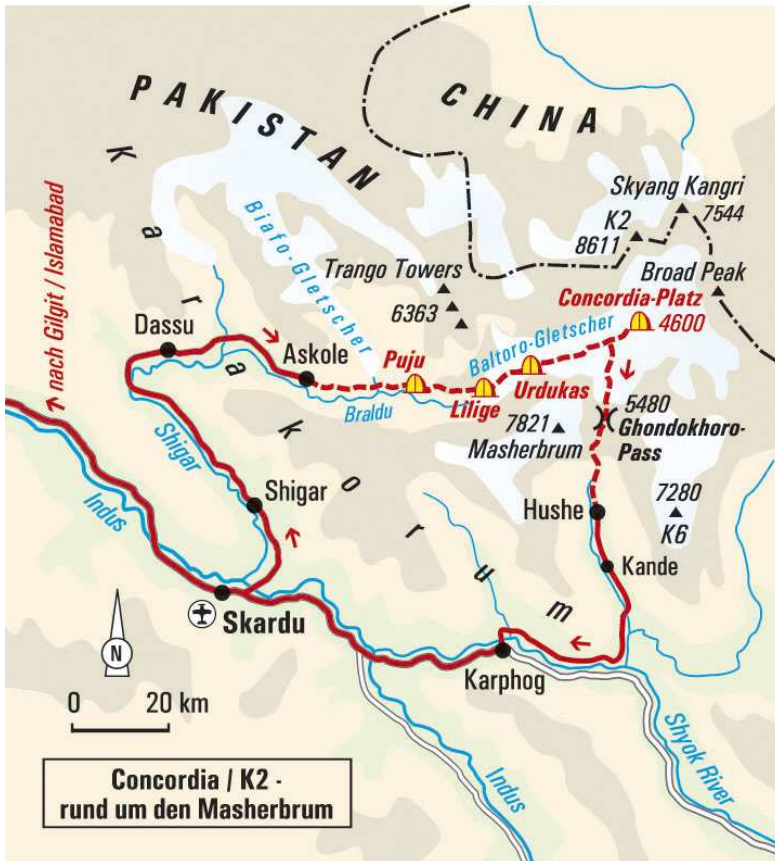 PAKISTAN
CHINA
Karakorum
nach Gilgit / Islamabad
Biafo-Gletscher
Skyang Kangri
7544
K2
8611
Trango Towers
6363
Broad Peak
Concordia-Platz
4600
Dassu
Askole
Puju
Baltoro-Gletscher
Urdukas
Lilige
Braldu
7821
Masherbrum
5480
Ghondokhoro-
Pass
Shigar
Shigar
Indus
Hushe
7280
K6
Kande
Skardu
N
Karphog
0 20 km
Shyok River
Indus
Concordia / K2 -
rund um den Masherbrum